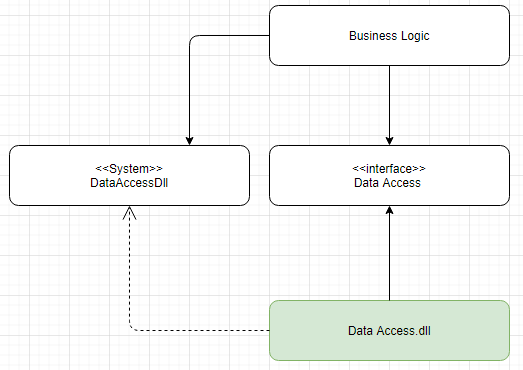 Business Logic
<<System>>
DataAccessDll
<<interface>>
Data Access
Data Access.dll